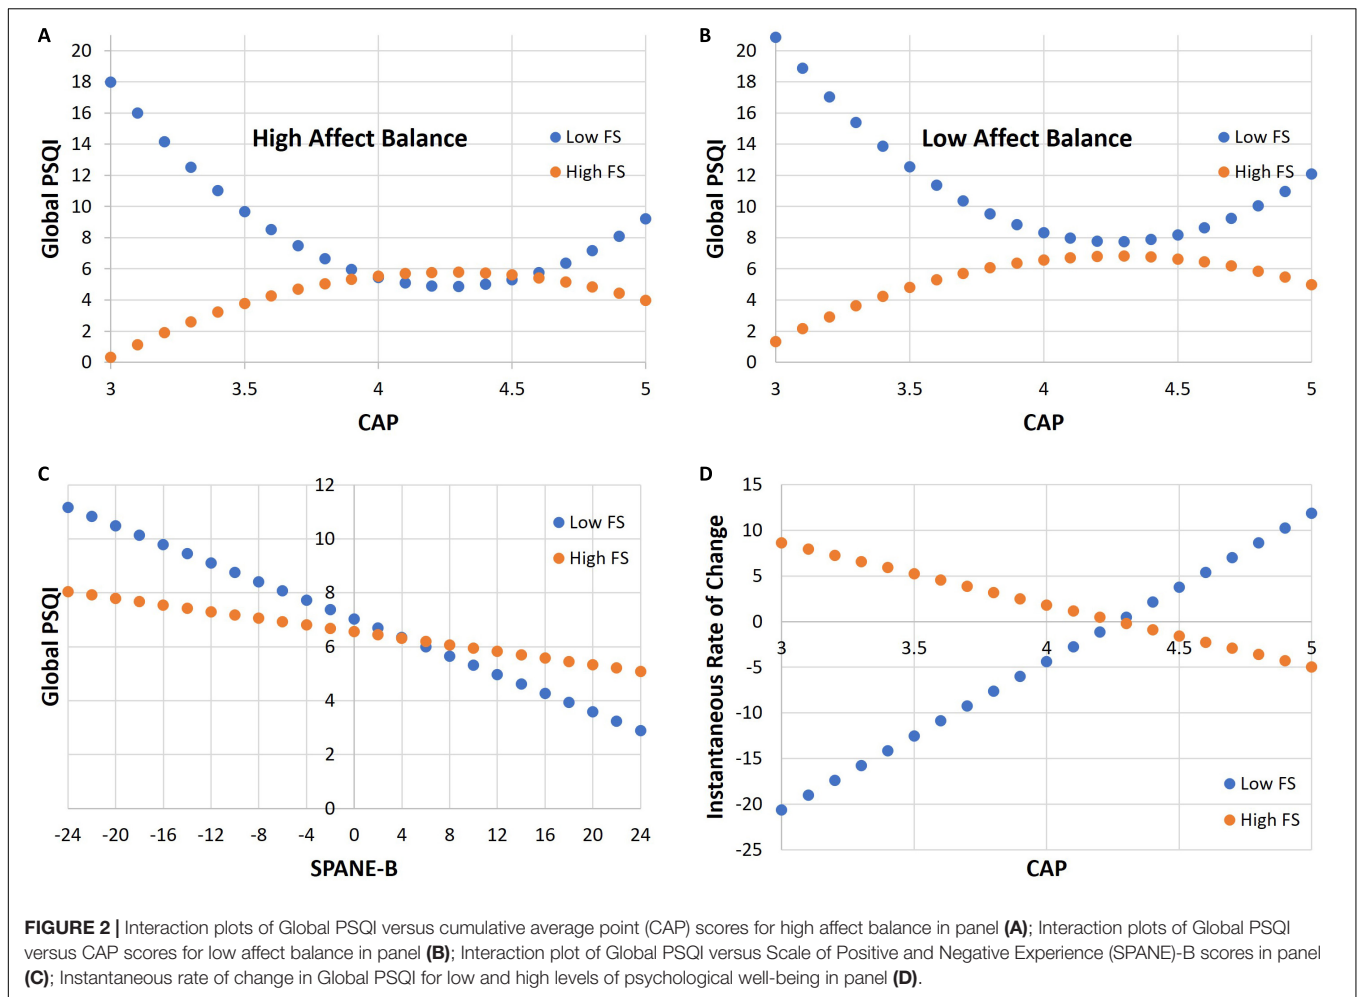 A
20
18
16
14
12
10
8
6
4
2
0
Global PSQI
High Affect Balance
Low FS
High FS
3 3.5 4 4.5 5
CAP
B
20
18
16
14
12
10
8
6
4
2
0
Global PSQI
Low Affect Balance
Low FS
High FS
3 3.5 4 4.5 5
CAP
C
12
10
8
6
4
2
0
Global PSQI
Low FS
High FS
-24 -20 -16 -12 -8 -4 0 4 8 12 16 20 24
SPANE-B
D
15
10
5
0
-5
-10
-15
-20
-25
Instantaneous Rate of Change
3 3.5 4 4.5 5
Low FS
High FS
CAP
FIGURE 2 | Interaction plots of Global PSQI versus cumulative average point (CAP) scores for high affect balance in panel (A); Interaction plots of Global PSQI
versus CAP scores for low affect balance in panel (B); Interaction plot of Global PSQI versus Scale of Positive and Negative Experience (SPANE)-B scores in panel
(C); Instantaneous rate of change in Global PSQI for low and high levels of psychological well-being in panel (D).